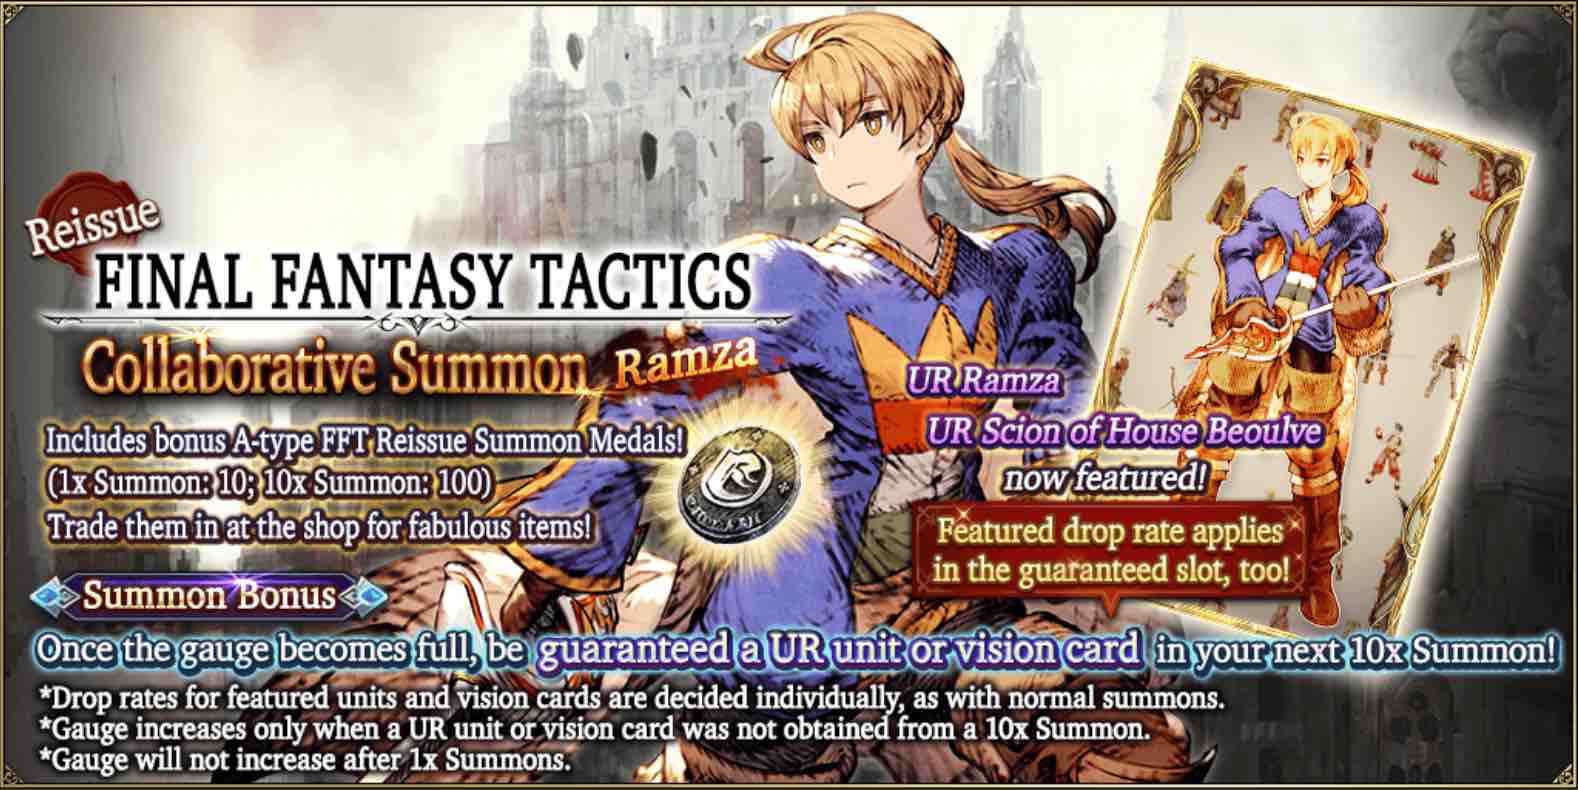 Reissue
FINAL FANTASY TACTICS
Collaborative Summon Ramza
Includes bonus A-type FFT Reissue Summon Medals!
(1x Summon: 10; 10x Summon: 100)
Trade them in at the shop for fabulous items!
UR Ramza
UR Scion of House Beoulve
now featured!
Featured drop rate applies
in the guaranteed slot, too!
Summon Bonus
Once the gauge becomes full, be guaranteed a UR unit or vision card in your next 10x Summon!
*Drop rates for featured units and vision cards are decided individually, as with normal summons.
*Gauge increases only when a UR unit or vision card was not obtained from a 10x Summon.
*Gauge will not increase after 1x Summons.